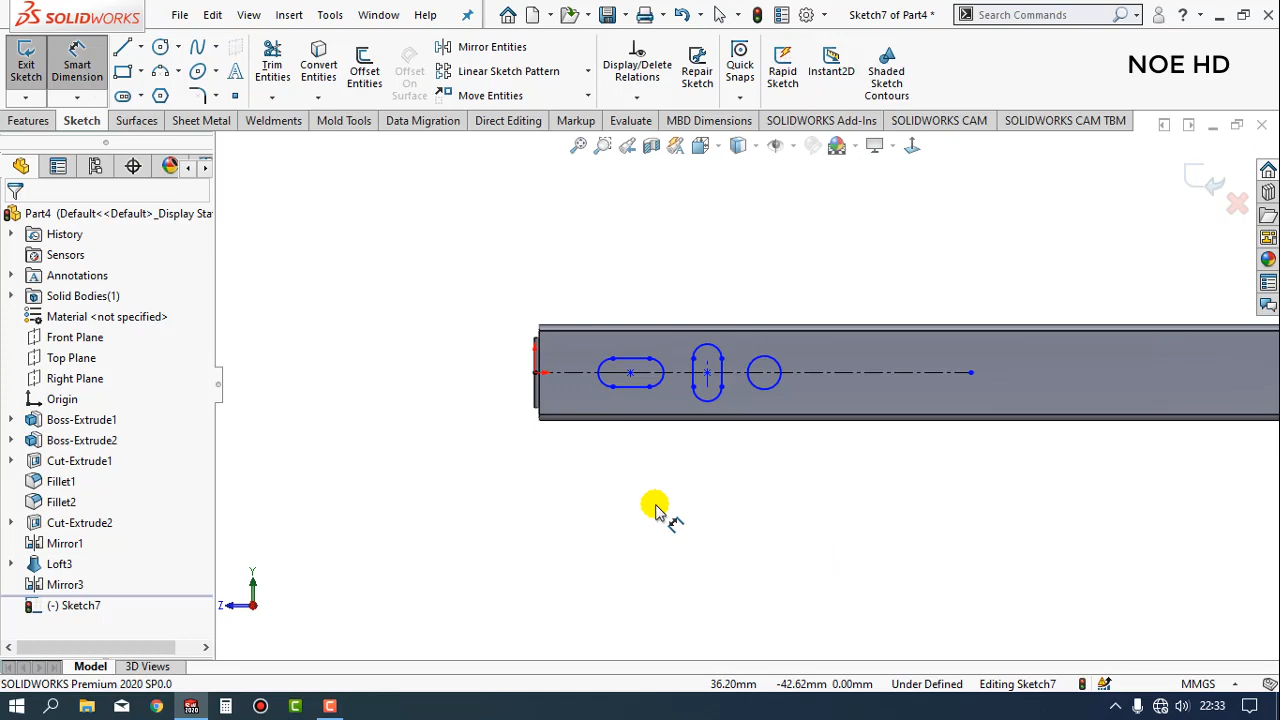 SOLIDWORKS File Edit View Insert Tools Window Help Sketch7 of Part4 * Search Commands ?
NOE HD
Exit Sketch Smart Dimension Trim Entities Convert Entities Offset Entities Offset On Surface Mirror Entities Linear Sketch Pattern Move Entities Display/Delete Relations Repair Sketch Quick Snaps Rapid Sketch Instant2D Shaded Sketch Contours
Features Sketch Surfaces Sheet Metal Weldments Mold Tools Data Migration Direct Editing Markup Evaluate MBD Dimensions SOLIDWORKS Add-Ins SOLIDWORKS CAM SOLIDWORKS CAM TBM
Part4 (Default<<Default>_Display Sta
History
Sensors
Annotations
Solid Bodies(1)
Material <not specified>
Front Plane
Top Plane
Right Plane
Origin
Boss-Extrude1
Boss-Extrude2
Cut-Extrude1
Fillet1
Fillet2
Cut-Extrude2
Mirror1
Loft3
Mirror3
(-) Sketch7
Y
Z
Model 3D Views
SOLIDWORKS Premium 2020 SP0.0 36.20mm -42.62mm 0.00mm Under Defined Editing Sketch7 MMGS
22:33